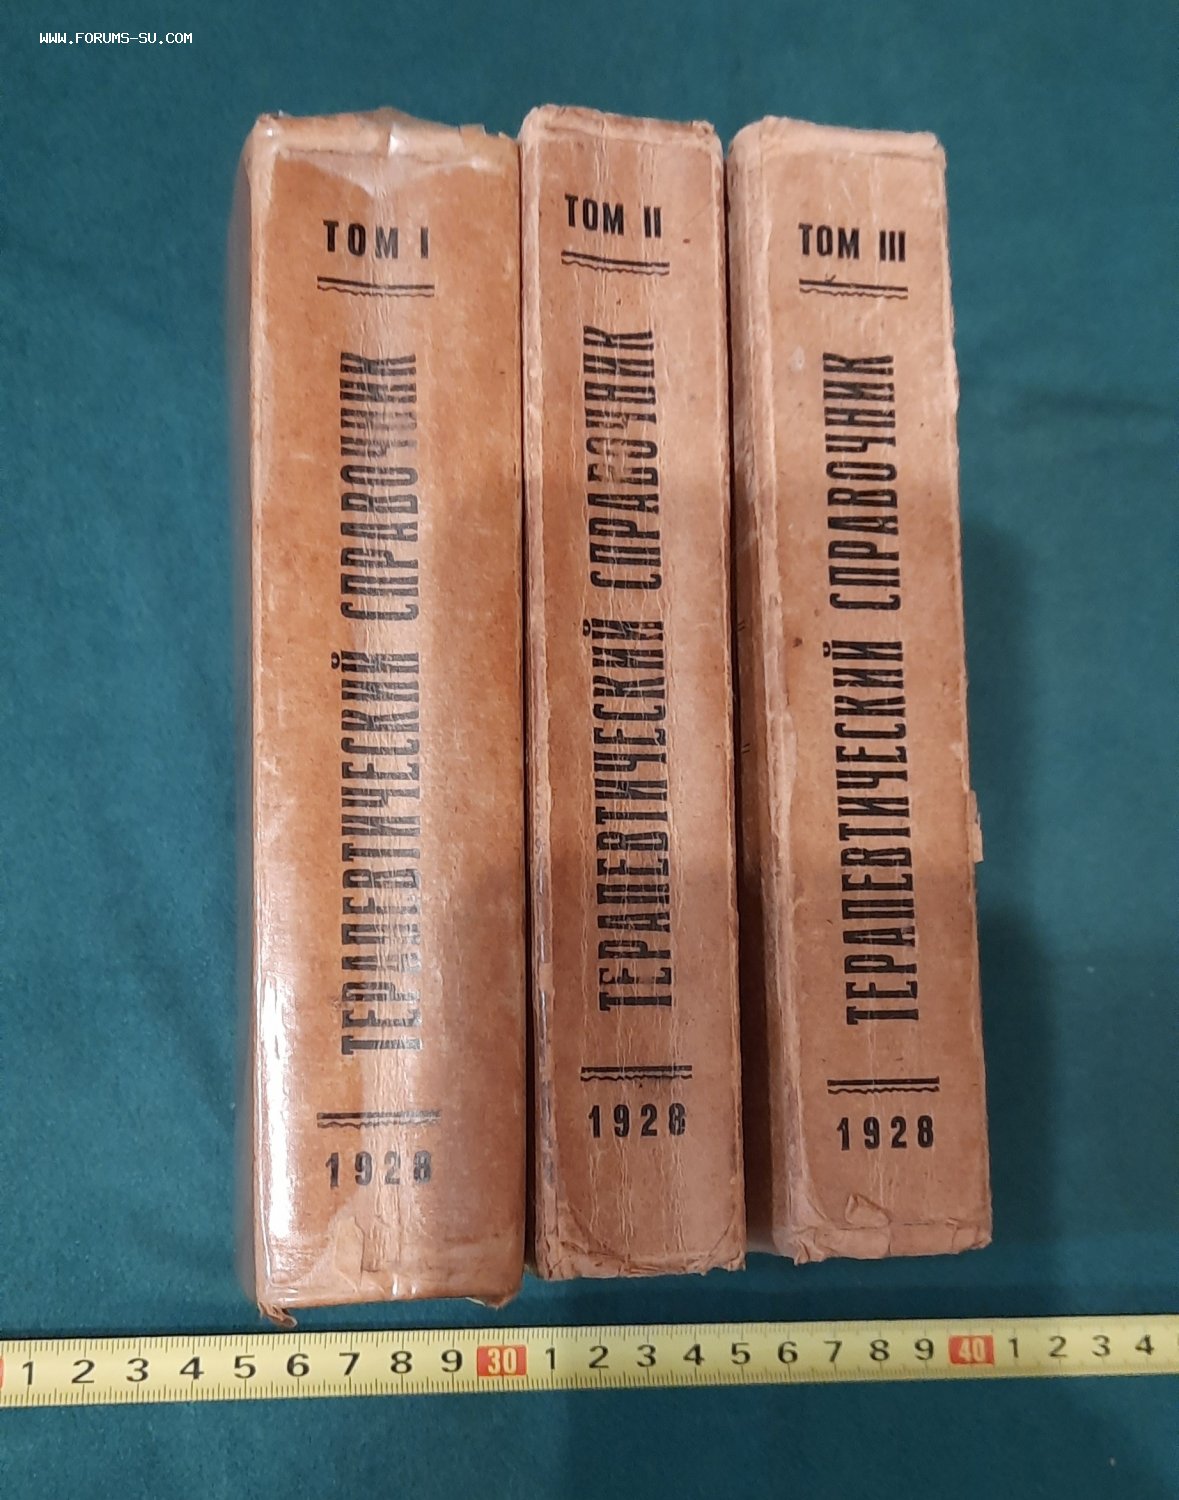 WWW.FORUMS-SU.COM
ТОМ I
ТЕРАПЕВТИЧЕСКИЙ СПРАВОЧНИК
1928
ТОМ II
ТЕРАПЕВТИЧЕСКИЙ СПРАВОЧНИК
1928
ТОМ III
ТЕРАПЕВТИЧЕСКИЙ СПРАВОЧНИК
1928
1 2 3 4 5 6 7 8 9 30 1 2 3 4 5 6 7 8 9 40 1 2 3 4